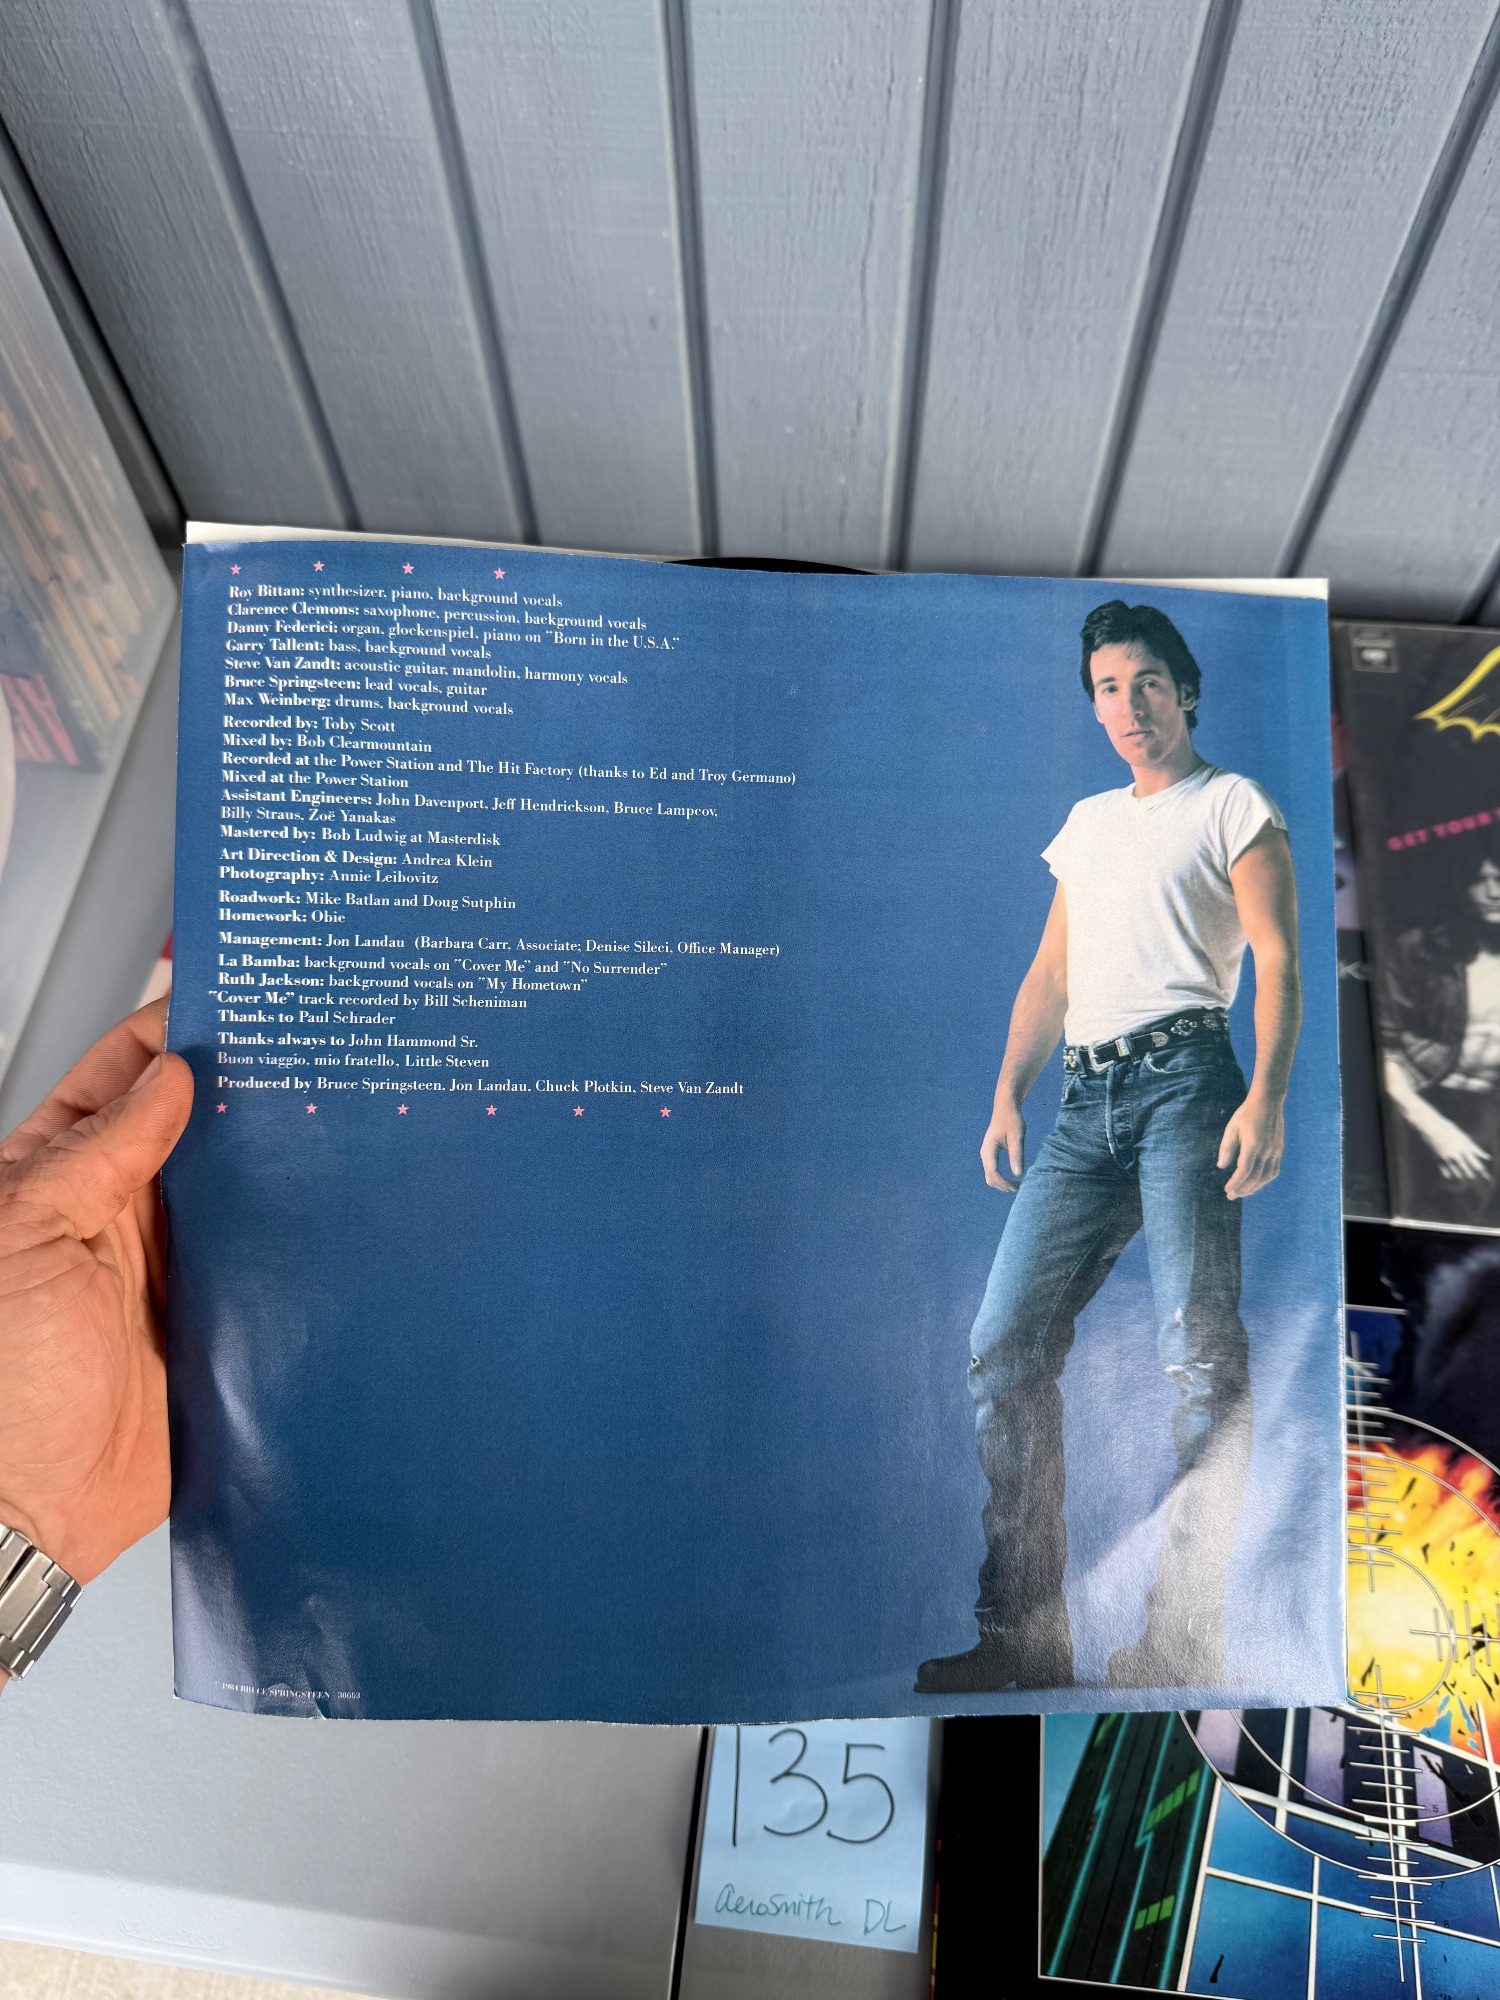 Roy Bittan: synthesizer, piano, background vocals
Clarence Clemons: saxophone, percussion, background vocals
Danny Federici: organ, glockenspiel, piano on "Born in the U.S.A."
Garry Tallent: bass, background vocals
Steve Van Zandt: acoustic guitar, mandolin, harmony vocals
Bruce Springsteen: lead vocals, guitar
Max Weinberg: drums, background vocals
Recorded by: Toby Scott
Mixed by: Bob Clearmountain
Recorded at the Power Station and The Hit Factory (thanks to Ed and Troy Germano)
Mixed at the Power Station
Assistant Engineers: John Davenport, Jeff Hendrickson, Bruce Lampcov,
Billy Straus, Zoë Yanakas
Mastered by: Bob Ludwig at Masterdisk
Art Direction & Design: Andrea Klein
Photography: Annie Leibovitz
Roadwork: Mike Batlan and Doug Sutphin
Homework: Obie
Management: Jon Landau (Barbara Carr, Associate; Denise Sileci, Office Manager)
La Bamba: background vocals on "Cover Me" and "No Surrender"
Ruth Jackson: background vocals on "My Hometown"
"Cover Me" track recorded by Bill Scheniman
Thanks to Paul Schrader
Thanks always to John Hammond Sr.
Buon viaggio, mio fratello, Little Steven
Produced by Bruce Springsteen, Jon Landau, Chuck Plotkin, Steve Van Zandt
© 1984 BRUCE SPRINGSTEEN 38653
GET YOUR
135
Aerosmith DL